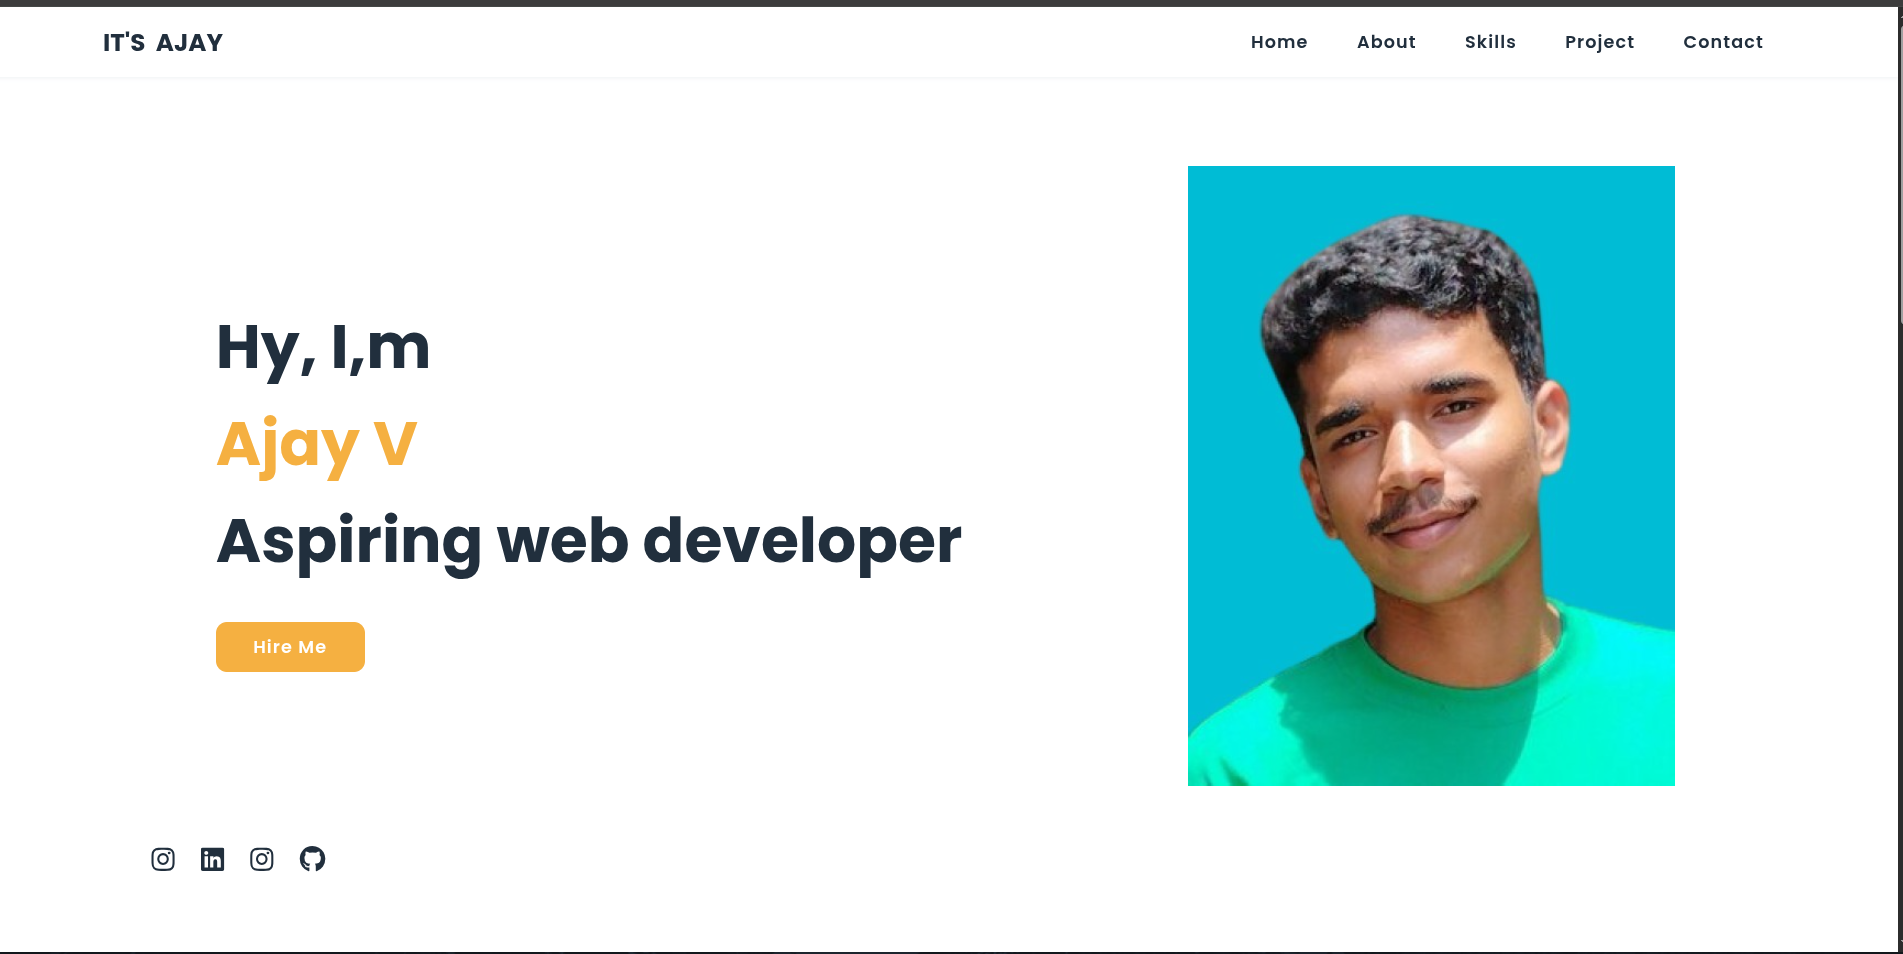 IT'S AJAY
Home About Skills Project Contact
Hy, I,m
Ajay V
Aspiring web developer
Hire Me